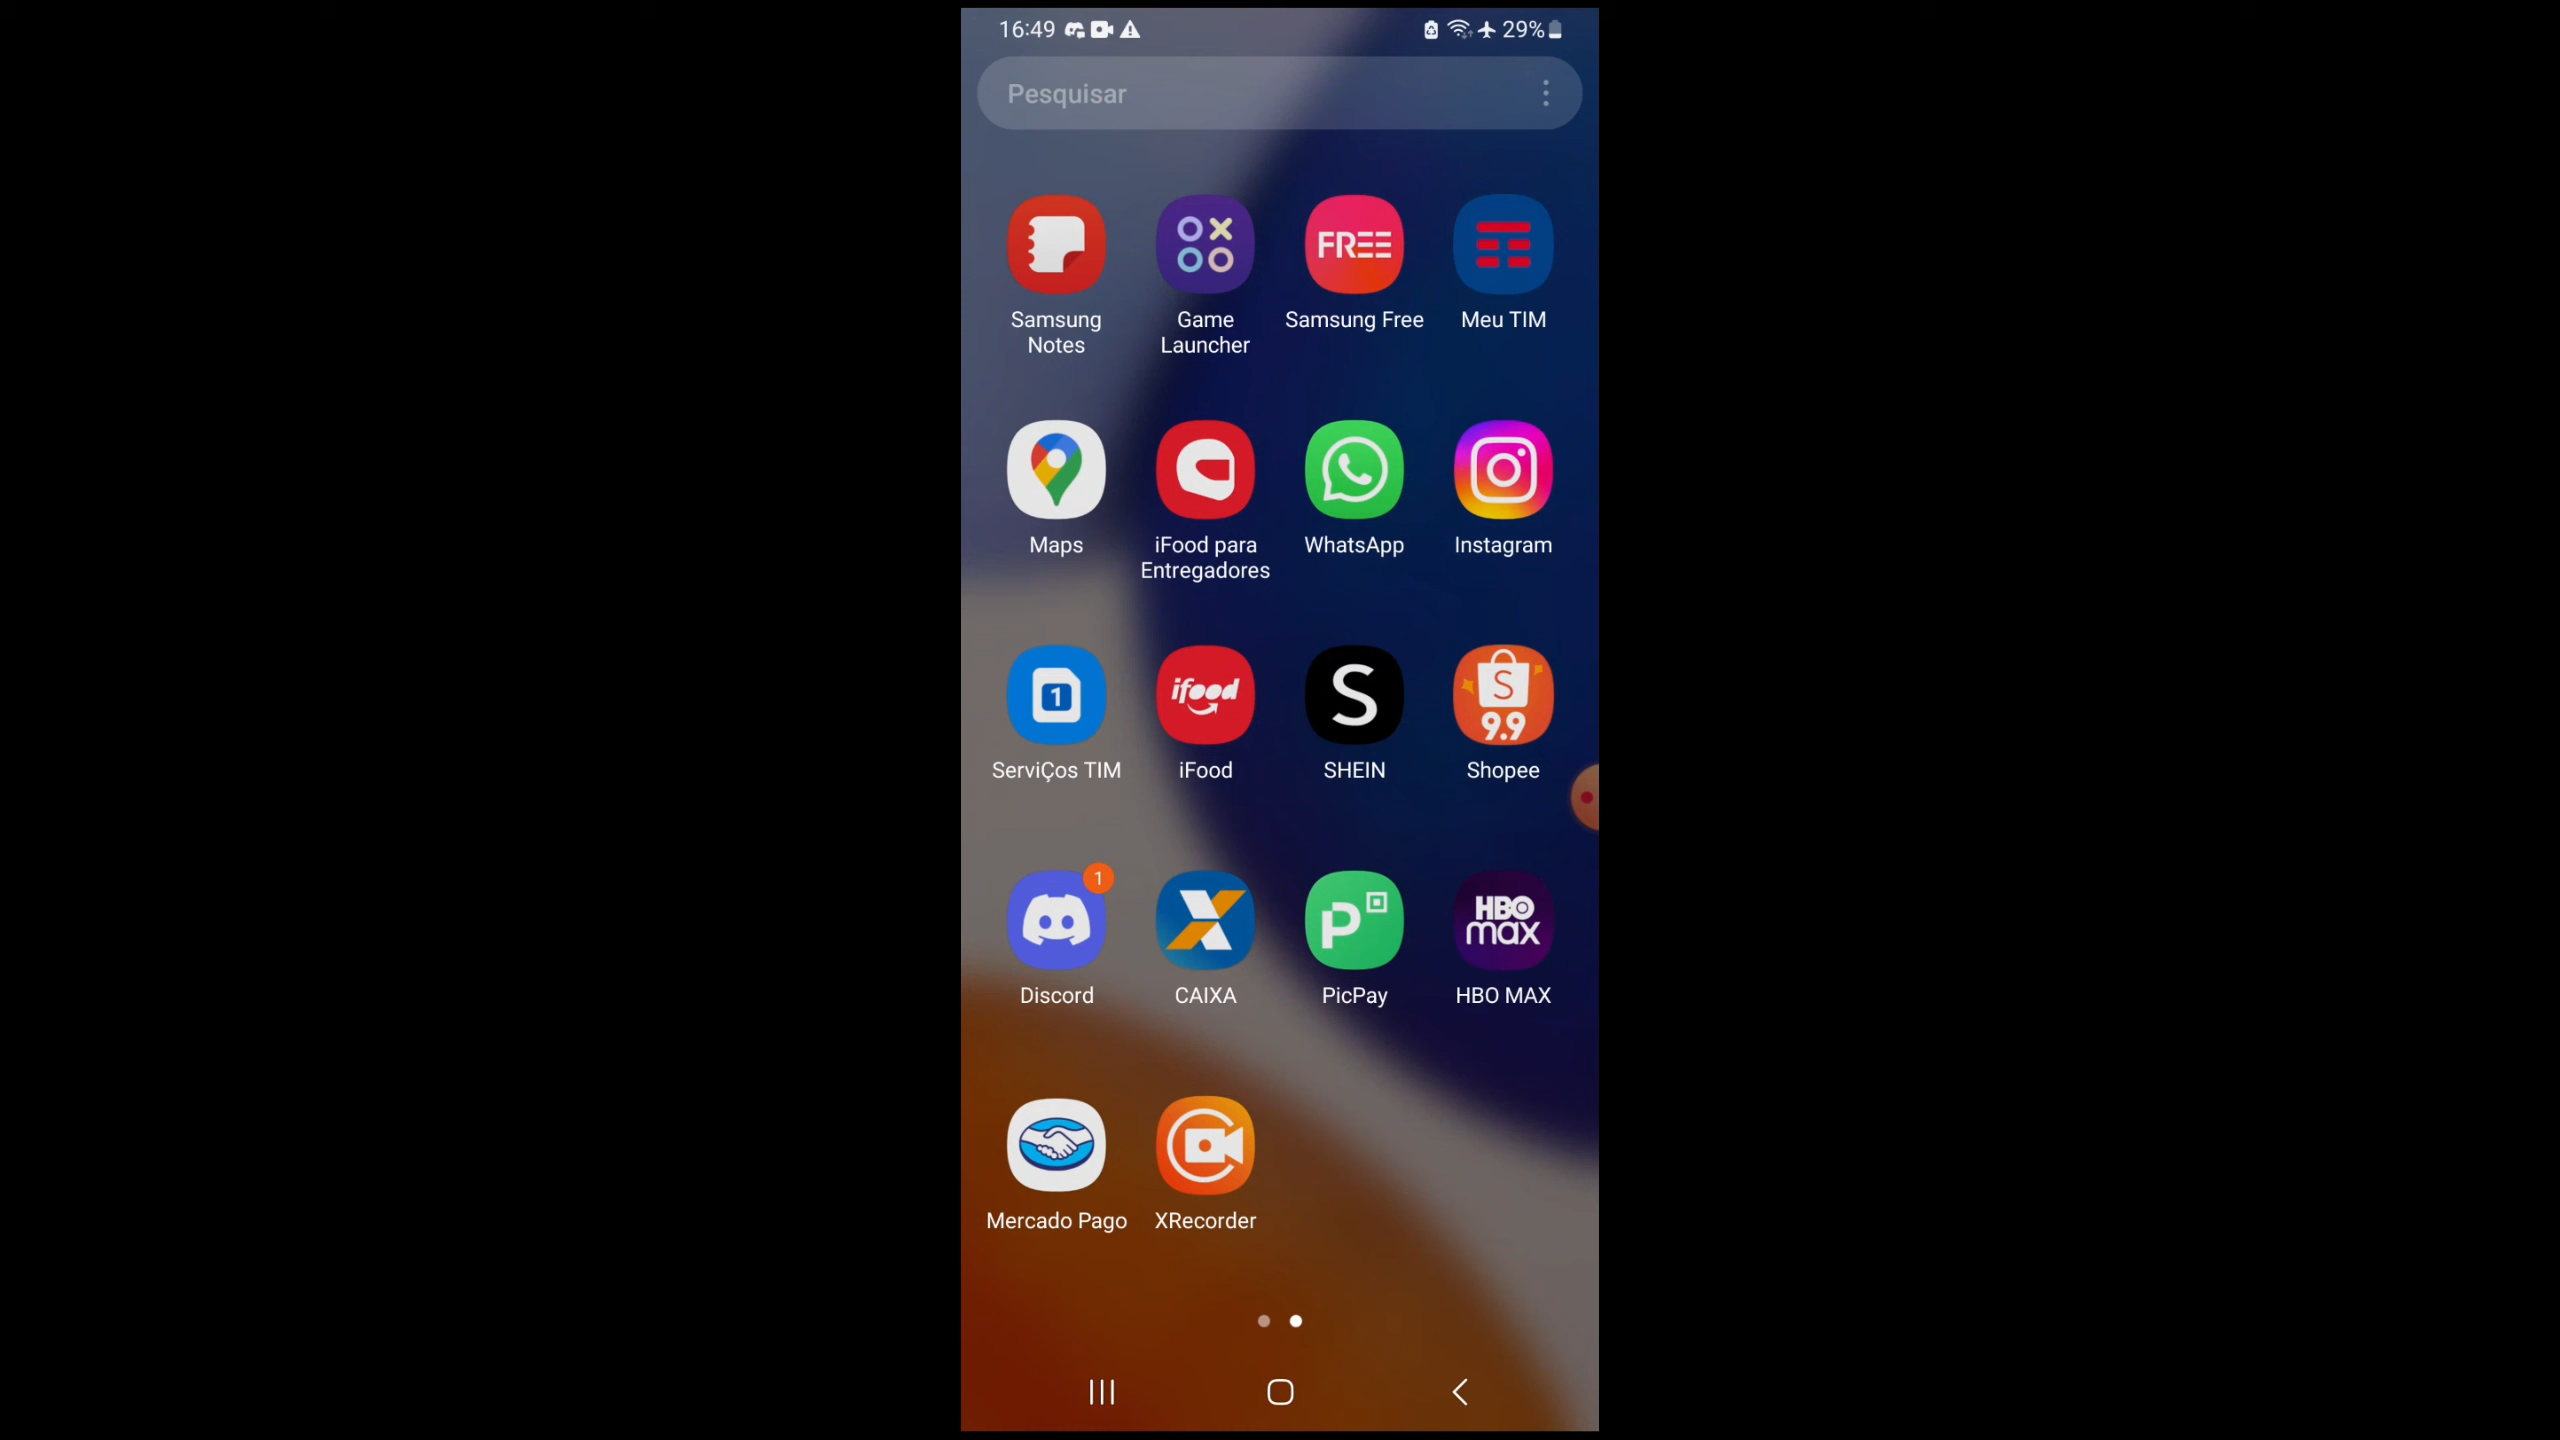 16:49
29%
Pesquisar
FREE
Samsung
Notes
Game
Launcher
Samsung Free
Meu TIM
Maps
iFood para
Entregadores
WhatsApp
Instagram
1
ifood
S
S
9.9
ServiÇos TIM
iFood
SHEIN
Shopee
1
HBO
max
Discord
CAIXA
PicPay
HBO MAX
Mercado Pago
XRecorder